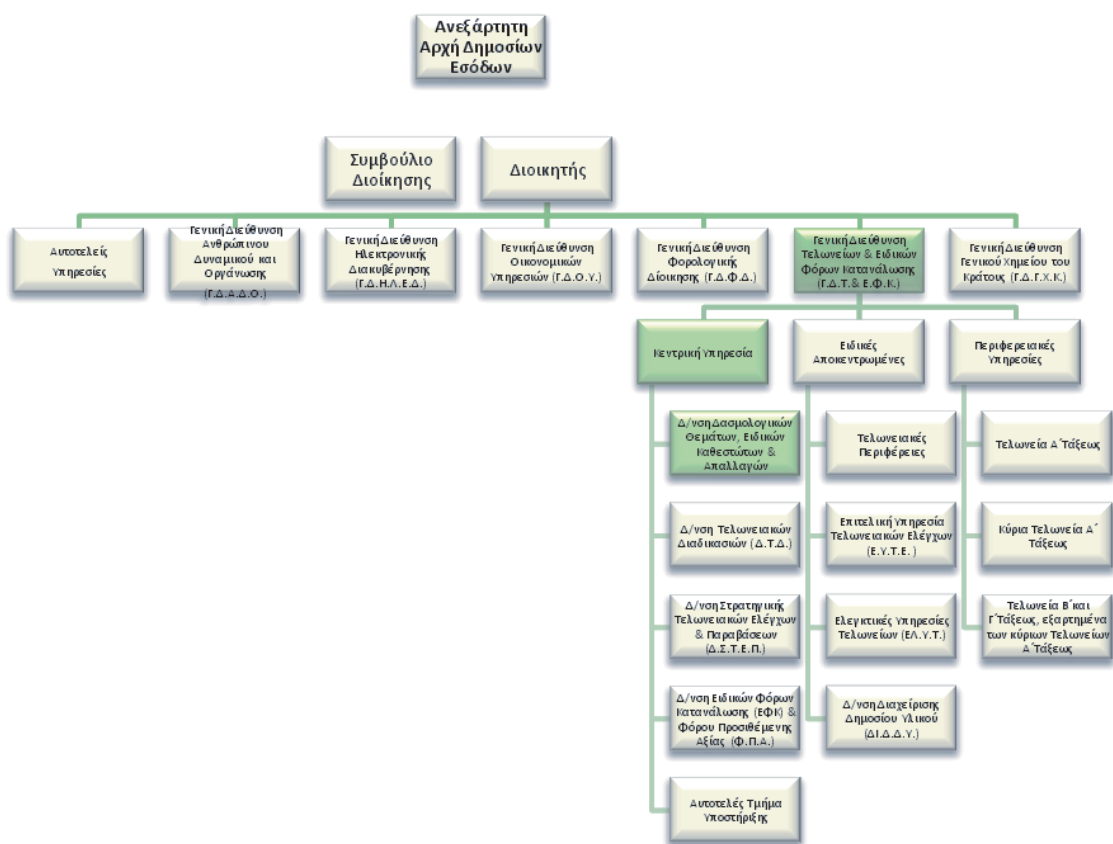 Ανεξάρτητη
Αρχή Δημοσίων
Εσόδων
Συμβούλιο
Διοίκησης
Διοικητής
Αυτοτελείς
Υπηρεσίες
Γενική Διεύθυνση
Ανθρώπινου
Δυναμικού και
Οργάνωσης
(Γ.Δ.Α.Δ.Ο.)
Γενική Διεύθυνση
Ηλεκτρονικής
Διακυβέρνησης
(Γ.Δ.Η.Λ.Ε.Δ.)
Γενική Διεύθυνση
Οικονομικών
Υπηρεσιών (Γ.Δ.Ο.Υ.)
Γενική Διεύθυνση
Φορολογικής
Δίοικησης (Γ.Δ.Φ.Δ.)
Γενική Διεύθυνση
Τελωνείων & Ειδικών
Φόρων Κατανάλωσης
(Γ.Δ.Τ.& Ε.Φ.Κ.)
Γενική Διεύθυνση
Γενικού Χημείου του
Κράτους (Γ.Δ.Γ.Χ.Κ.)
Κεντρική Υπηρεσία
Ειδικές
Αποκεντρωμένες
Περιφερειακές
Υπηρεσίες
Δ/νση Δασμολογικών
Θεμάτων, Ειδικών
Καθεστώτων &
Απαλλαγών
Τελωνειακές
Περιφέρειες
Τελωνεία Α΄Τάξεως
Δ/νση Τελωνειακών
Διαδικασιών (Δ.Τ.Δ.)
Επιτελική Υπηρεσία
Τελωνειακών Ελέγχων
(Ε.Υ.Τ.Ε. )
Κύρια Τελωνεία Α΄
Τάξεως
Δ/νση Στρατηγικής
Τελωνειακών Ελέγχων
& Παραβάσεων
(Δ.Σ.Τ.Ε.Π.)
Ελεγκτικές Υπηρεσίες
Τελωνείων (ΕΛ.Υ.Τ.)
Τελωνεία Β΄και
Γ΄Τάξεως, εξαρτημένα
των κύριων Τελωνείων
Α΄Τάξεως
Δ/νση Ειδικών Φόρων
Κατανάλωσης (ΕΦΚ) &
Φόρου Προσιθέμενης
Αξίας (Φ.Π.Α.)
Δ/νση Διαχείρισης
Δημοσίου Υλικού
(ΔΙ.Δ.Δ.Υ.)
Αυτοτελές Τμήμα
Υποστήριξης